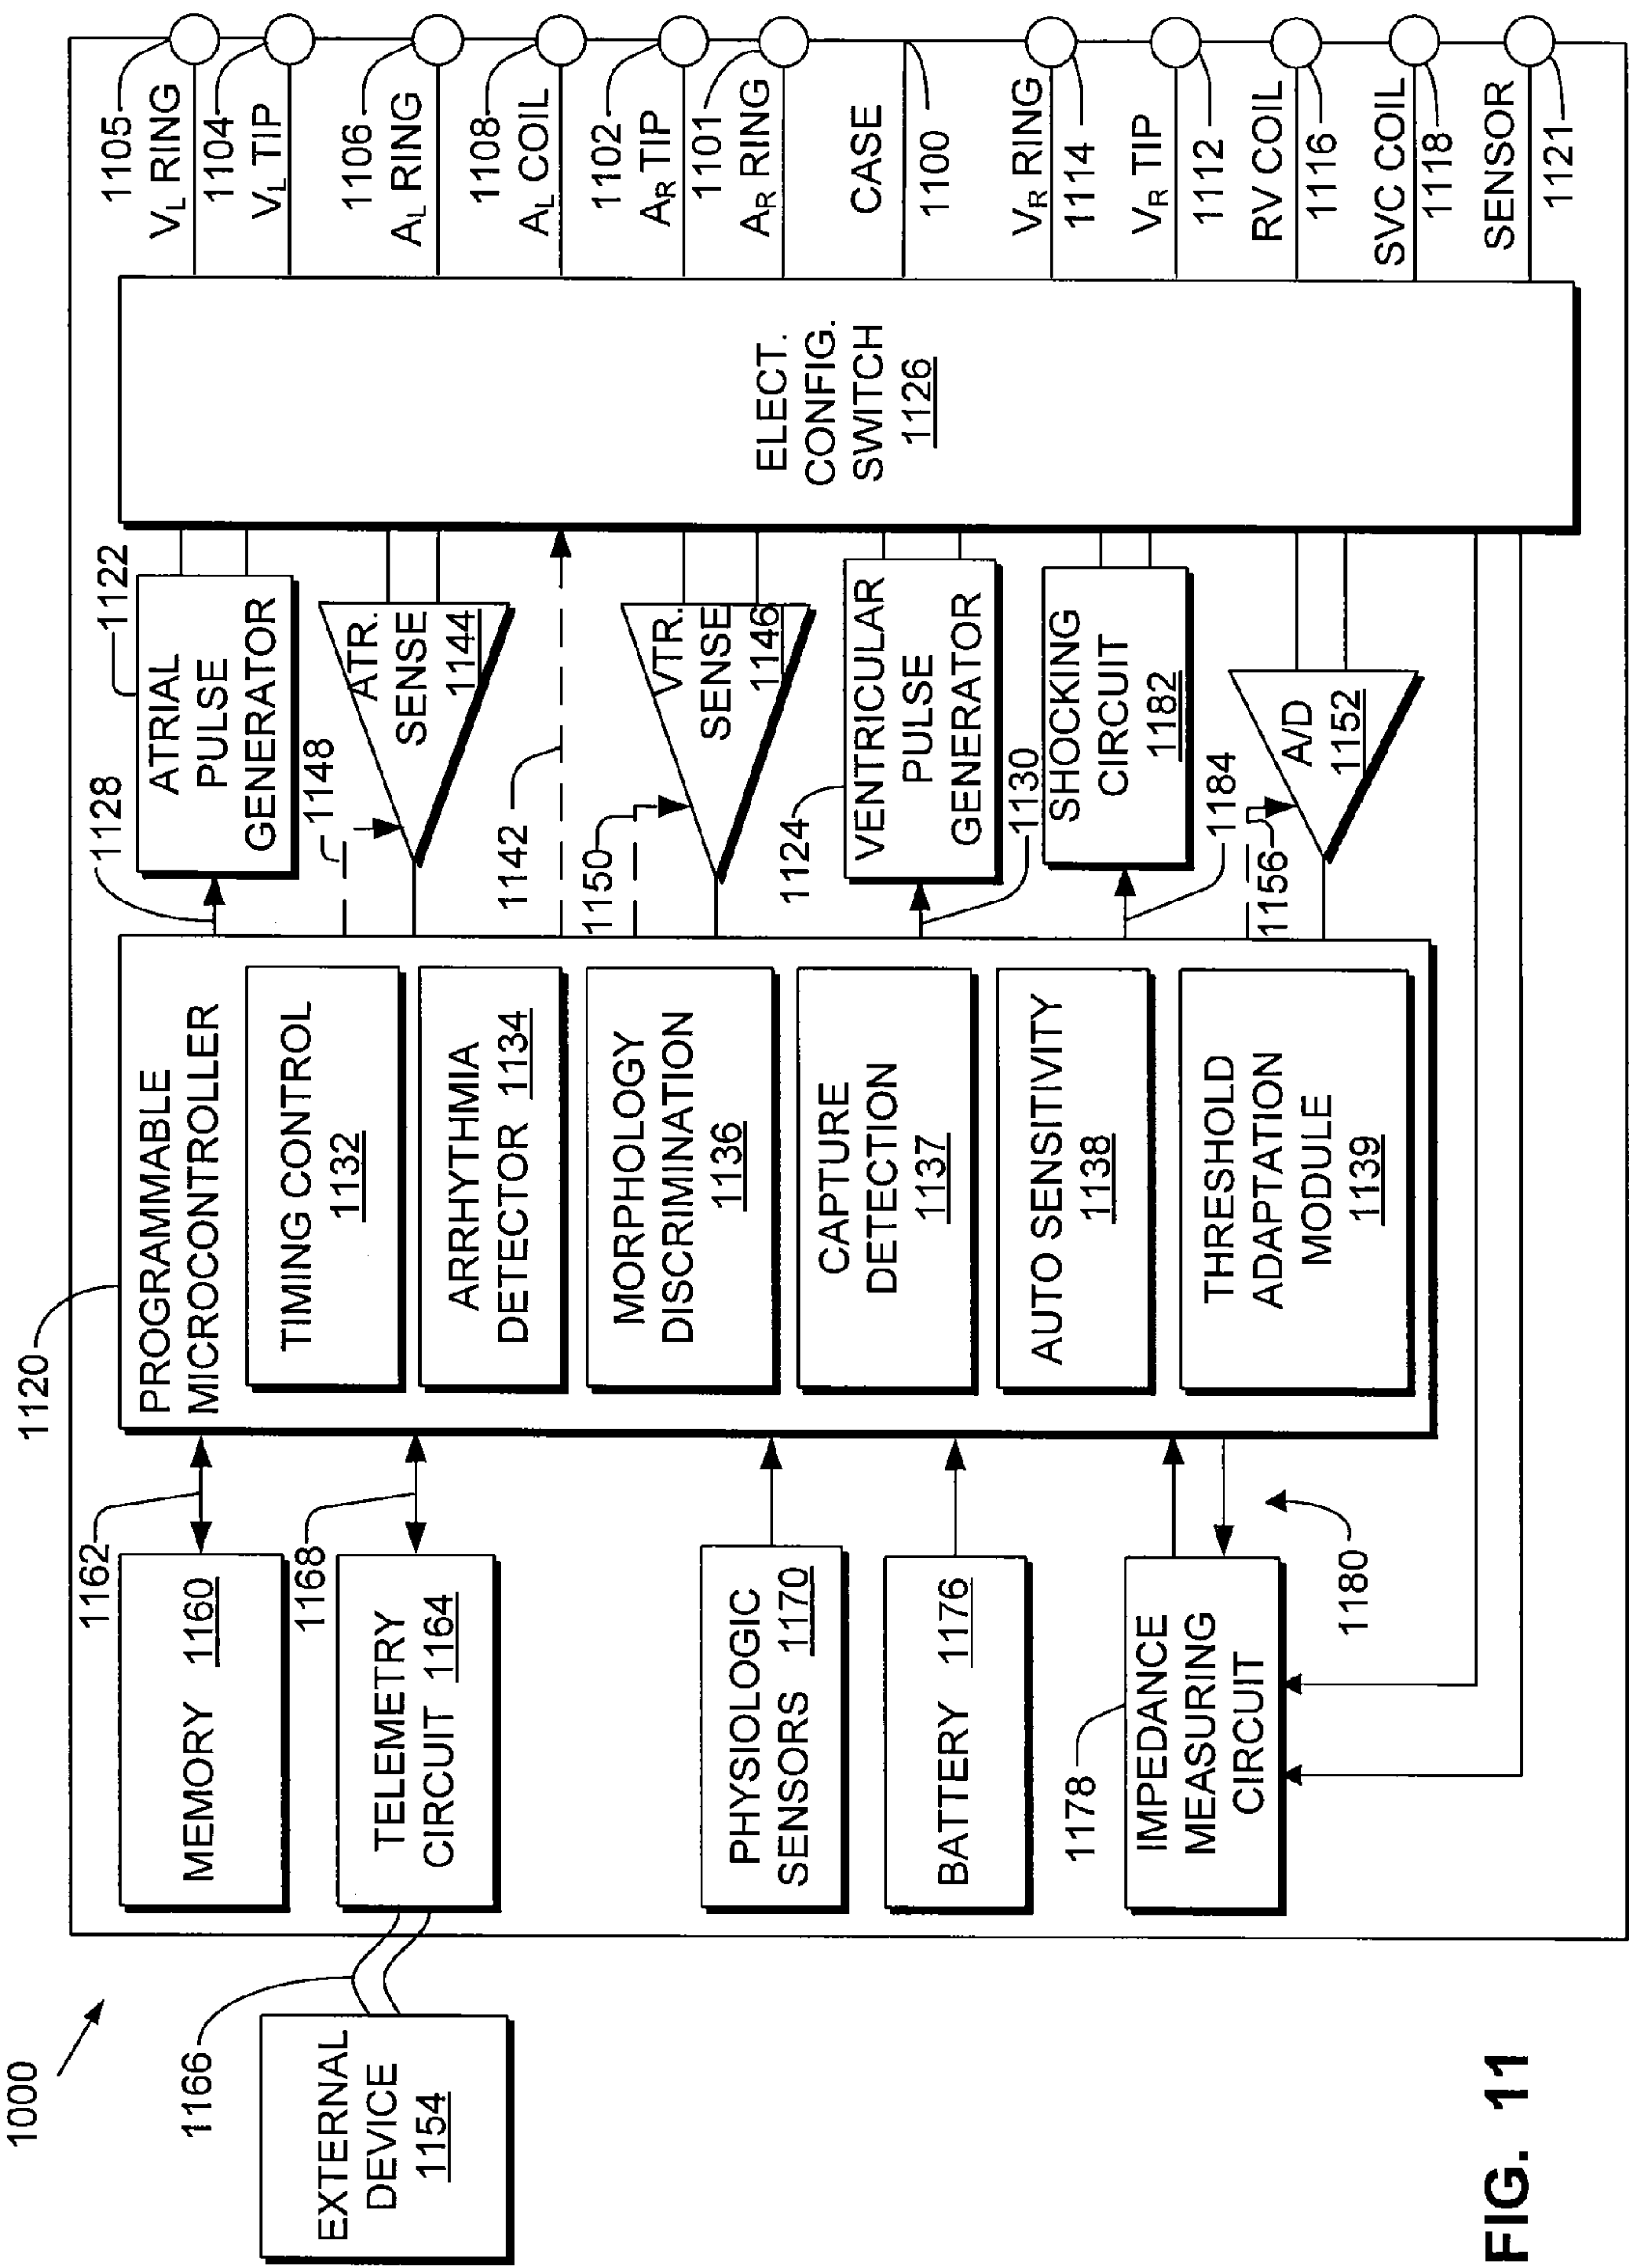 1000
EXTERNAL
DEVICE
1154
1166
1120
1162
MEMORY 1160
1168
TELEMETRY
CIRCUIT 1164
PHYSIOLOGIC
SENSORS 1170
BATTERY 1176
1178
IMPEDANCE
MEASURING
CIRCUIT
1180
PROGRAMMABLE
MICROCONTROLLER
TIMING CONTROL
1132
ARRHYTHMIA
DETECTOR 1134
MORPHOLOGY
DISCRIMINATION
1136
CAPTURE
DETECTION
1137
AUTO SENSITIVITY
1138
THRESHOLD
ADAPTATION
MODULE
1139
1128
1122
ATRIAL
PULSE
GENERATOR
1148
ATR.
SENSE
1144
1142
1150
VTR.
SENSE
1146
1124
VENTRICULAR
PULSE
GENERATOR
1130
SHOCKING
CIRCUIT
1182
1184
1156
A/D
1152
ELECT.
CONFIG.
SWITCH
1126
1105
VL RING
1104
VL TIP
1106
AL RING
1108
AL COIL
1102
AR TIP
1101
AR RING
CASE
1100
VR RING
1114
VR TIP
1112
RV COIL
1116
SVC COIL
1118
SENSOR
1121
FIG. 11